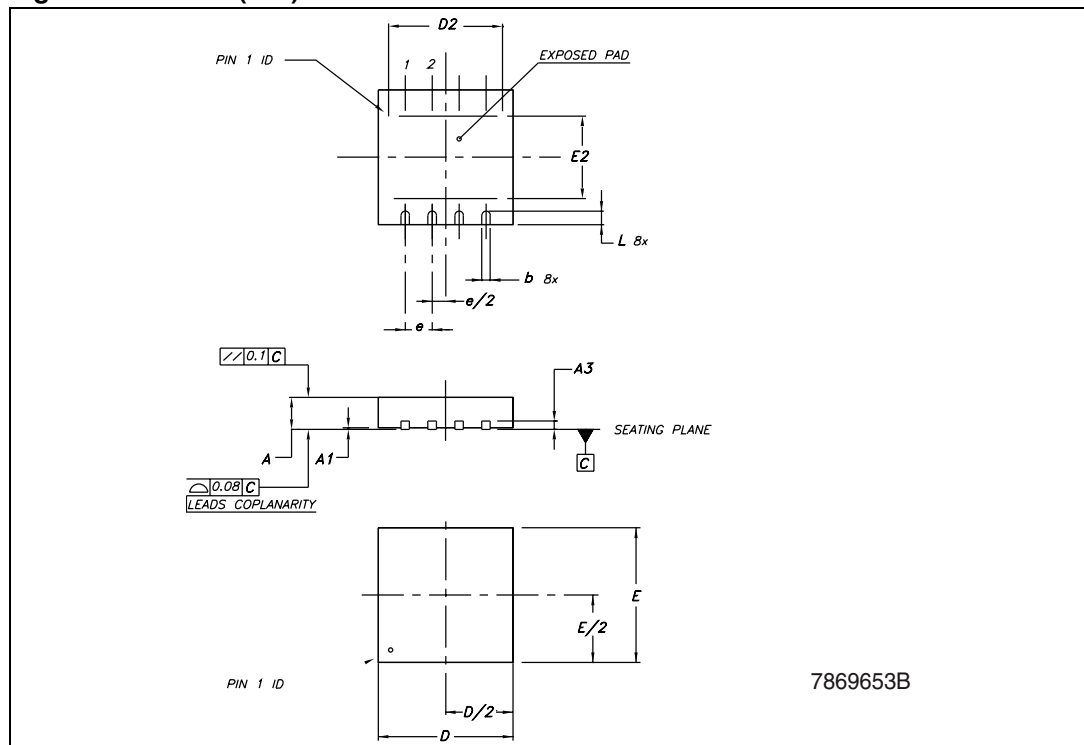 D2
PIN 1 ID
EXPOSED PAD
1 2
E2
L 8x
b 8x
e/2
e
// 0.1 C
A3
SEATING PLANE
A
A1
C
0.08 C
LEADS COPLANARITY
E
E/2
PIN 1 ID
7869653B
D/2
D